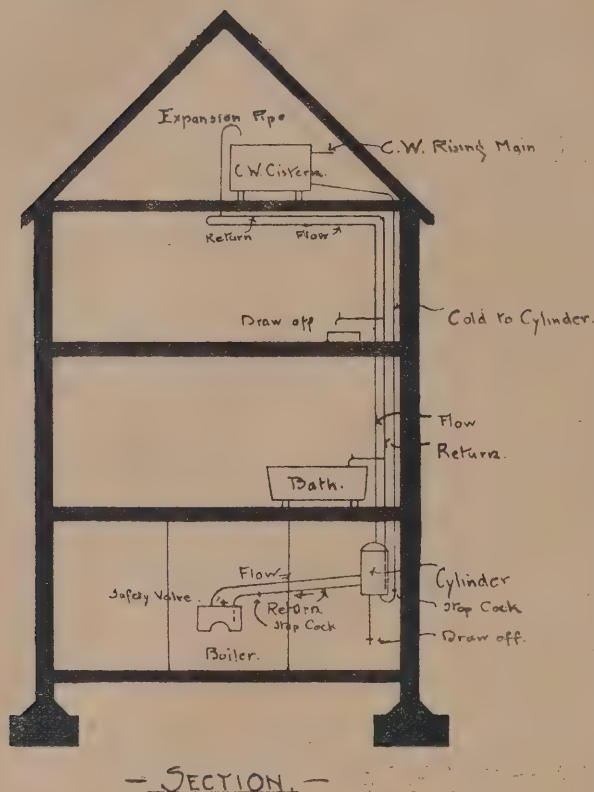 Expansion Pipe
C.W. Rising Main
C.W. Cistern.
Return
Flow
Draw off
Cold to Cylinder.
Flow
Return.
Bath.
Flow
Cylinder
Safety Valve.
Return
Stop Cock
Stop Cock
Boiler.
Draw off.
- SECTION. -